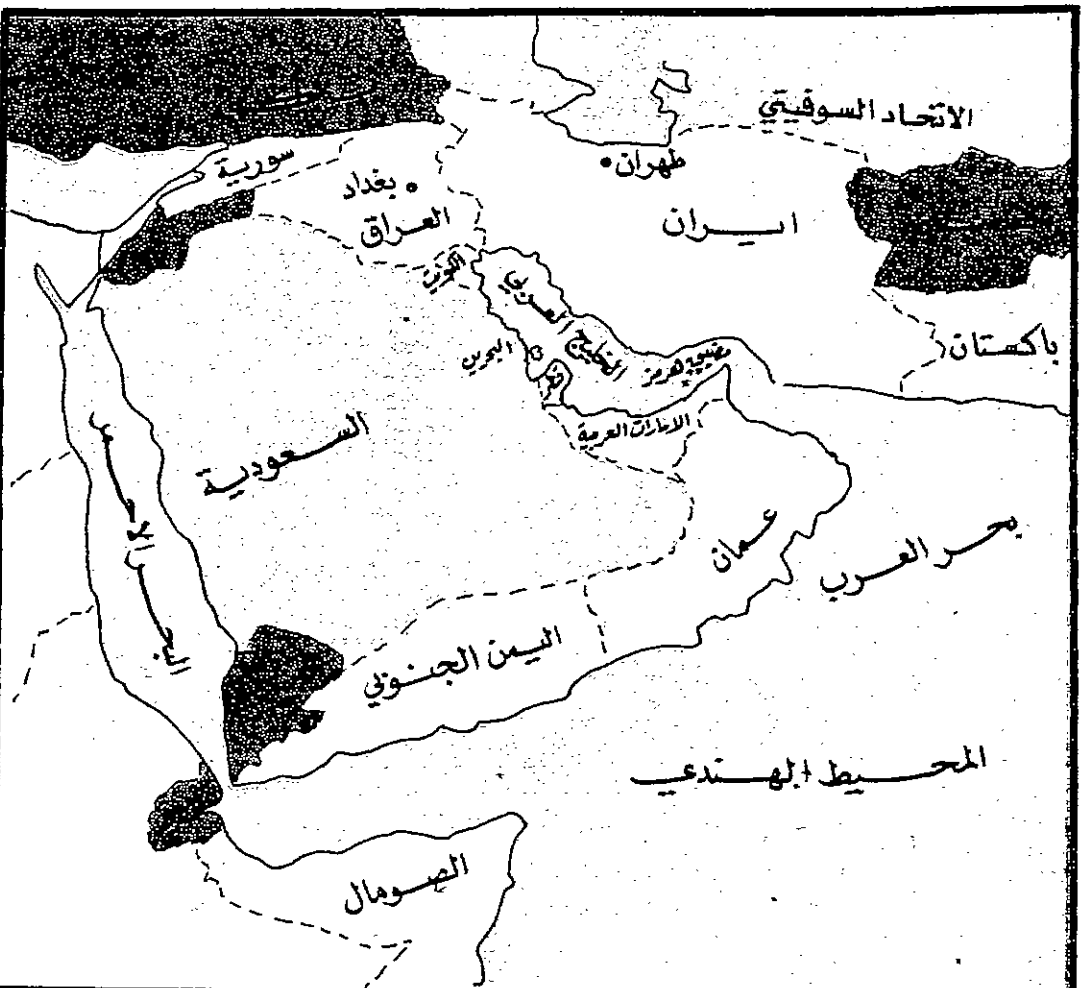 الاتحاد السوفيتي
سورية
طهران
بغداد
العراق
ايران
الكويت
الخليج العربي
باكستان
مضيق هرمز
البحرين
قطر
الامارات العربية
السعودية
البحر الأحمر
عمان
بحر العرب
اليمن الجنوبي
المحيط الهندي
الصومال